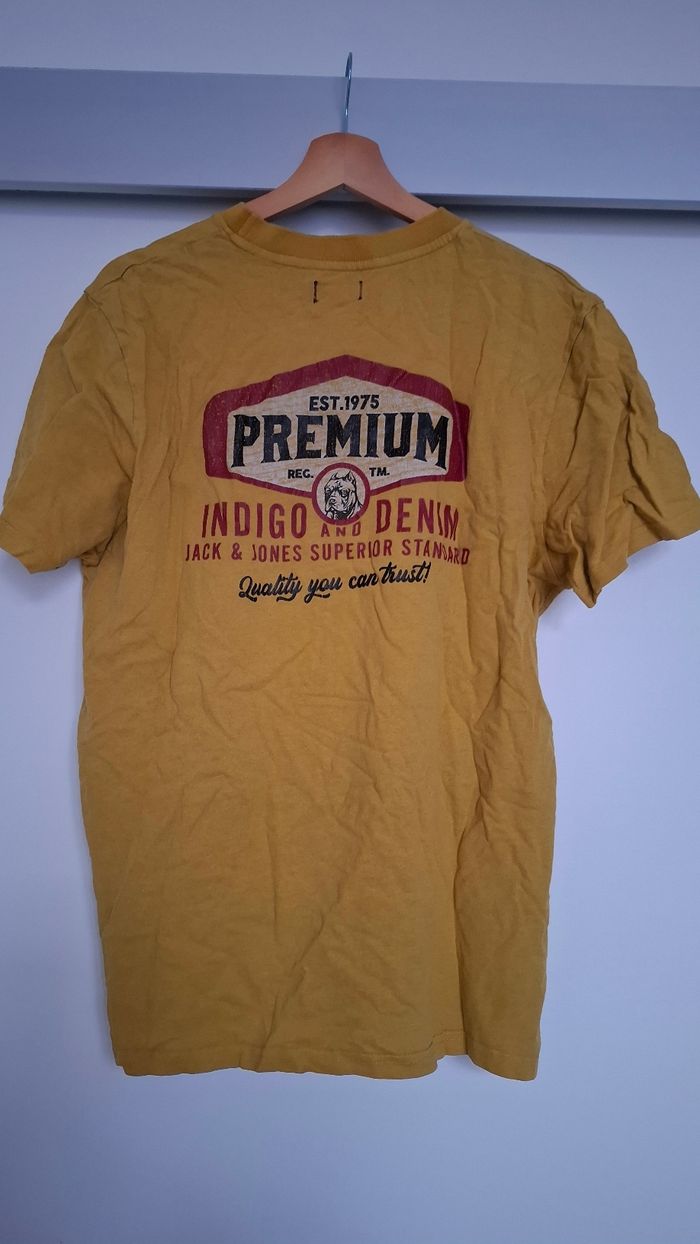 EST.1975
PREMIUM
REG. TM.
INDIGO AND DENIM
JACK & JONES SUPERIOR STANDARD
Quality you can trust!